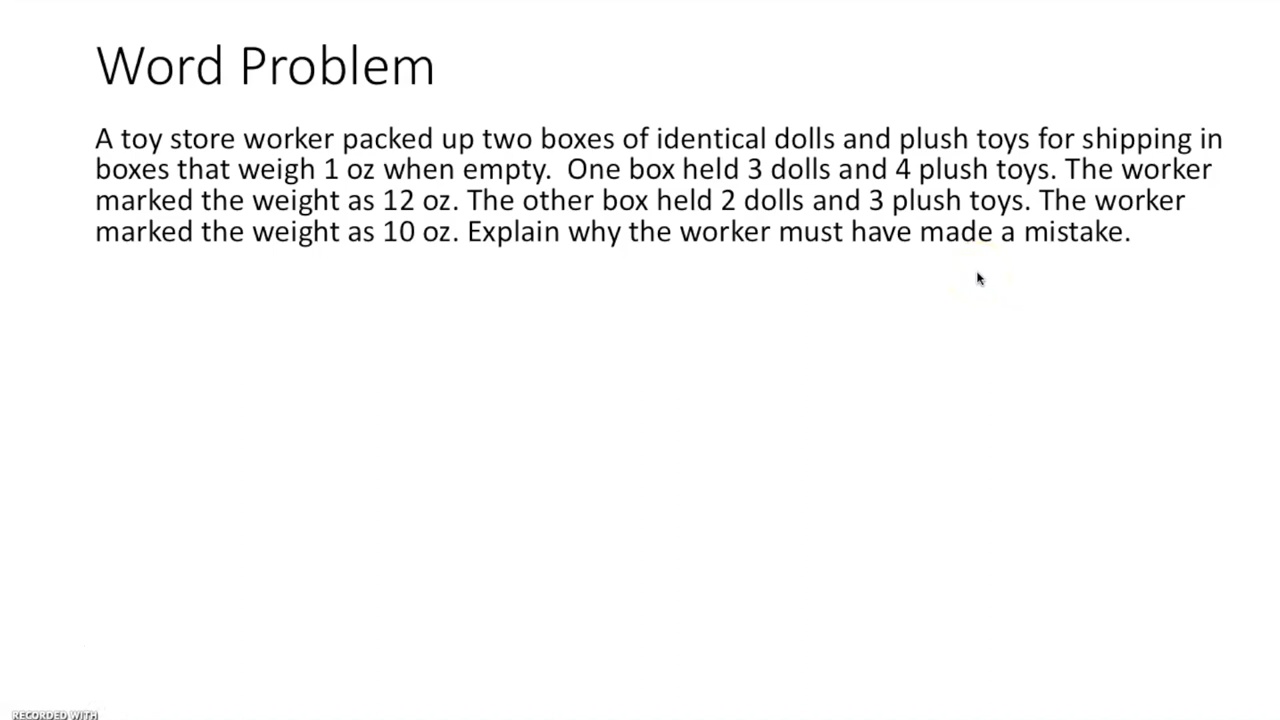 Word Problem
A toy store worker packed up two boxes of identical dolls and plush toys for shipping in
boxes that weigh 1 oz when empty.  One box held 3 dolls and 4 plush toys. The worker
marked the weight as 12 oz. The other box held 2 dolls and 3 plush toys. The worker
marked the weight as 10 oz. Explain why the worker must have made a mistake.
RECORDED WITH